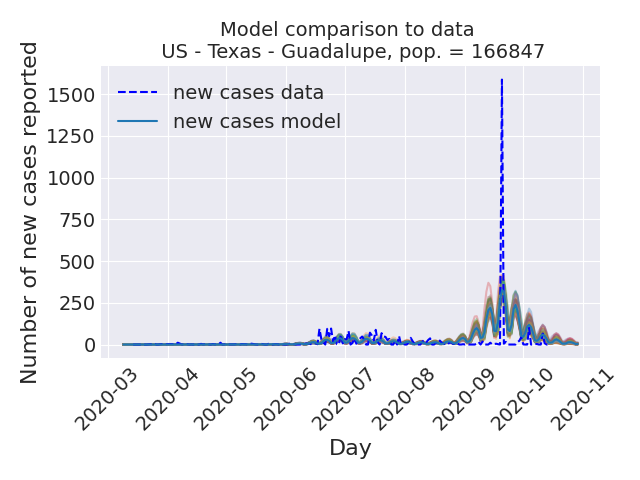 Model comparison to data
US - Texas - Guadalupe, pop. = 166847
Number of new cases reported
1500
1250
1000
750
500
250
0
new cases data
new cases model
2020-03
2020-04
2020-05
2020-06
2020-07
2020-08
2020-09
2020-10
2020-11
Day